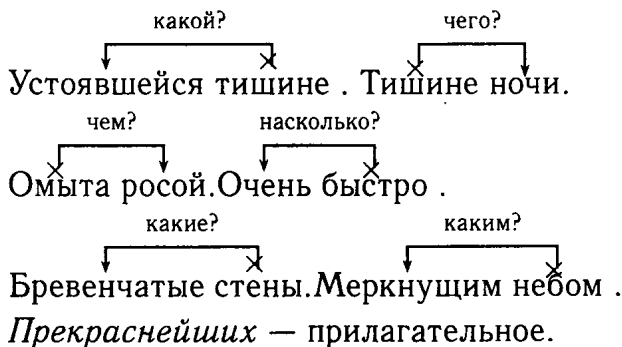 какой? чего?
Устоявшейся тишине . Тишине ночи.
чем? насколько?
Омыта росой.Очень быстро .
какие? каким?
Бревенчатые стены.Меркнущим небом .
Прекраснейших — прилагательное.